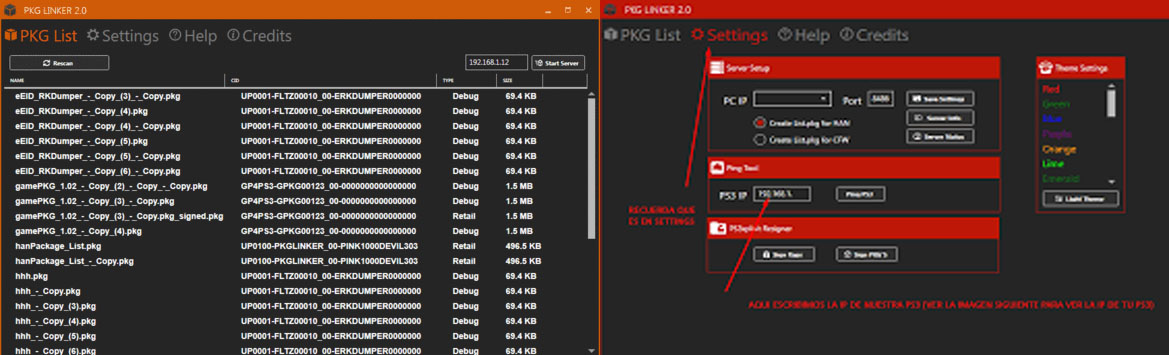 PKG LINKER 2.0
PKG List Settings Help Credits
Rescan 192.168.1.12 Start Server
NAME CID TYPE SIZE
eEID_RKDumper_-_Copy_(3)_-_Copy.pkg UP0001-FLTZ00010_00-ERKDUMPER0000000 Debug 69.4 KB
eEID_RKDumper_-_Copy_(4).pkg UP0001-FLTZ00010_00-ERKDUMPER0000000 Debug 69.4 KB
eEID_RKDumper_-_Copy_(4)_-_Copy.pkg UP0001-FLTZ00010_00-ERKDUMPER0000000 Debug 69.4 KB
eEID_RKDumper_-_Copy_(5).pkg UP0001-FLTZ00010_00-ERKDUMPER0000000 Debug 69.4 KB
eEID_RKDumper_-_Copy_(5)_-_Copy.pkg UP0001-FLTZ00010_00-ERKDUMPER0000000 Debug 69.4 KB
eEID_RKDumper_-_Copy_(6)_-_Copy.pkg UP0001-FLTZ00010_00-ERKDUMPER0000000 Debug 69.4 KB
gamePKG_1.02_-_Copy_(2)_-_Copy_-_Copy.pkg GP4PS3-GPKG00123_00-0000000000000000 Debug 1.5 MB
gamePKG_1.02_-_Copy_(3)_-_Copy.pkg GP4PS3-GPKG00123_00-0000000000000000 Debug 1.5 MB
gamePKG_1.02_-_Copy_(3)_-_Copy.pkg_signed.pkg GP4PS3-GPKG00123_00-0000000000000000 Retail 1.5 MB
gamePKG_1.02_-_Copy_(4).pkg GP4PS3-GPKG00123_00-0000000000000000 Debug 1.5 MB
hanPackage_List.pkg UP0100-PKGLINKER_00-PINK1000DEVIL303 Retail 496.5 KB
hanPackage_List_-_Copy.pkg UP0100-PKGLINKER_00-PINK1000DEVIL303 Retail 496.5 KB
hhh.pkg UP0001-FLTZ00010_00-ERKDUMPER0000000 Debug 69.4 KB
hhh_-_Copy.pkg UP0001-FLTZ00010_00-ERKDUMPER0000000 Debug 69.4 KB
hhh_-_Copy_(3).pkg UP0001-FLTZ00010_00-ERKDUMPER0000000 Debug 69.4 KB
hhh_-_Copy_(4).pkg UP0001-FLTZ00010_00-ERKDUMPER0000000 Debug 69.4 KB
hhh_-_Copy_(5).pkg UP0001-FLTZ00010_00-ERKDUMPER0000000 Debug 69.4 KB
hhh_-_Copy_(6).pkg UP0001-FLTZ00010_00-ERKDUMPER0000000 Debug 69.4 KB
PKG LINKER 2.0
PKG List Settings Help Credits
Server Setup
PC IP Port Save Settings
Create List.pkg for HAN Server Info
Create List.pkg for CFW Server Status
Ping Tool
PS3 IP 192.168.1. Ping PS3
PS3xploit Resigner
Theme Settings
Red
Green
Blue
Purple
Orange
Lime
Emerald
Light Theme
RECUERDA QUE
ES EN SETTINGS
AQUI ESCRIBIMOS LA IP DE NUESTRA PS3 (VER LA IMAGEN SIGUIENTE PARA VER LA IP DE TU PS3)